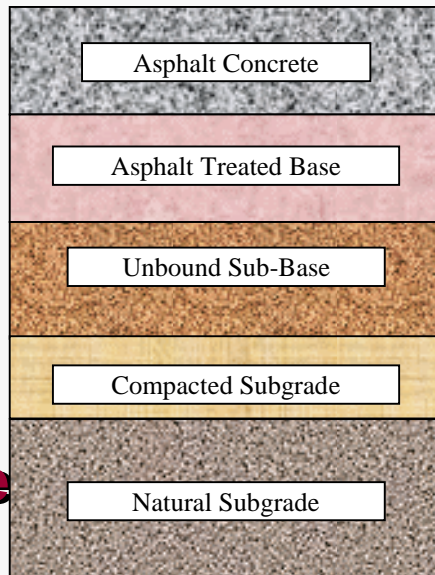 Asphalt Concrete
Asphalt Treated Base
Unbound Sub-Base
Compacted Subgrade
e
Natural Subgrade